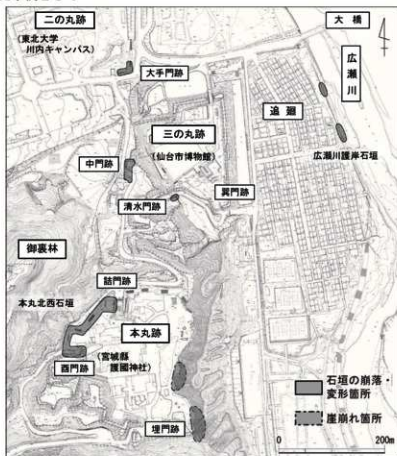 二の丸跡
(東北大学
川内キャンパス)
大橋
広瀬川
大手門跡
追廻
三の丸跡
(仙台市博物館)
中門跡
広瀬川護岸石垣
巽門跡
清水門跡
御裏林
詰門跡
本丸北西石垣
本丸跡
(宮城縣
護國神社)
酉門跡
石垣の崩落・
変形箇所
埋門跡
崖崩れ箇所
0
200m